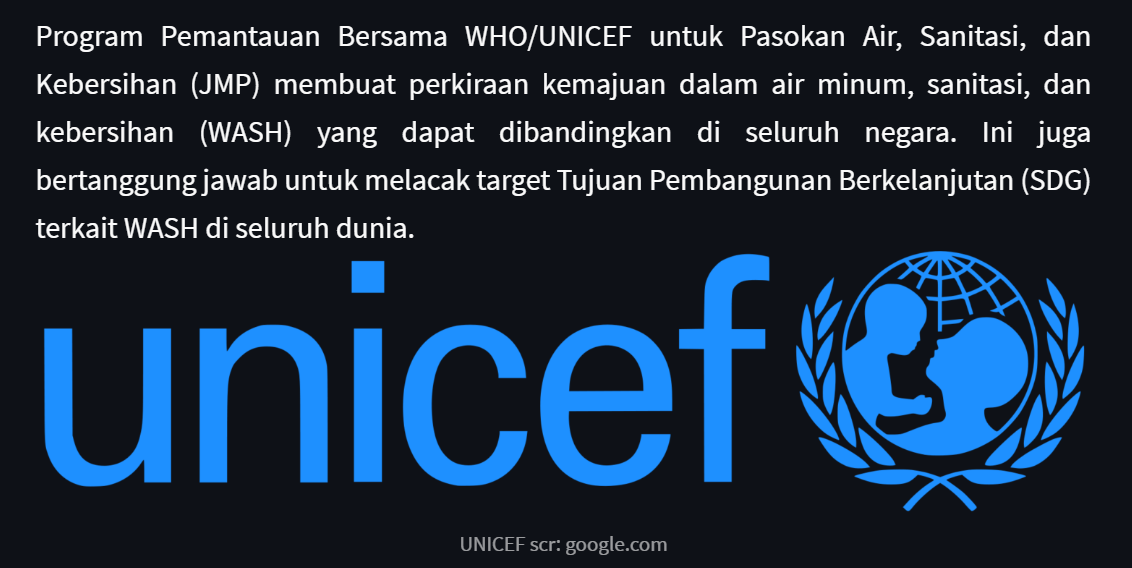 Program Pemantauan Bersama WHO/UNICEF untuk Pasokan Air, Sanitasi, dan
Kebersihan (JMP) membuat perkiraan kemajuan dalam air minum, sanitasi, dan
kebersihan (WASH) yang dapat dibandingkan di seluruh negara. Ini juga
bertanggung jawab untuk melacak target Tujuan Pembangunan Berkelanjutan (SDG)
terkait WASH di seluruh dunia.
unicef
UNICEF scr: google.com